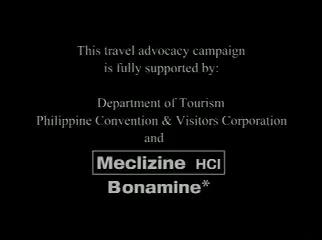 This travel advocacy campaign
is fully supported by:
Department of Tourism
Philippine Convention & Visitors Corporation
and
Meclizine HCl
Bonamine*